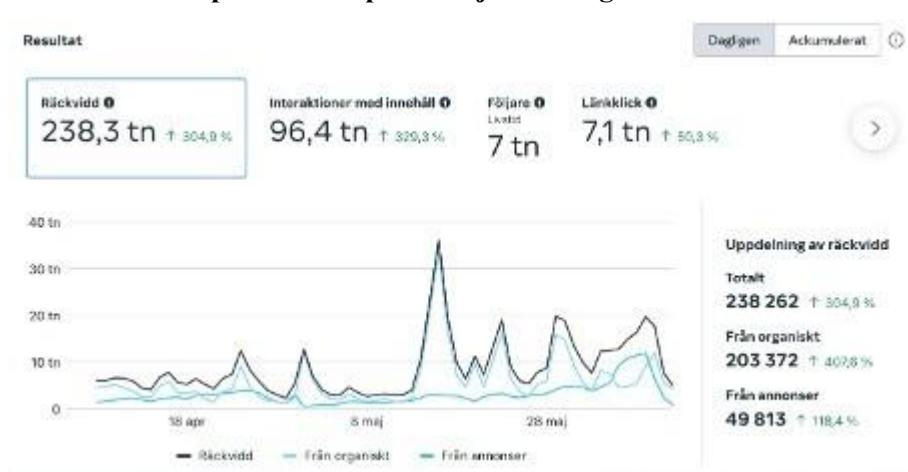 Resultat
Dagligen
Ackumulerat
Räckvidd
238,3 tn ↑ 304,9 %
Interaktioner med innehåll
96,4 tn ↑ 329,3 %
Följare
Livstid
7 tn
Länkklick
7,1 tn ↑ 50,3 %
40 tn
30 tn
20 tn
10 tn
0
18 apr
8 maj
28 maj
Räckvidd
Från organiskt
Från annonser
Uppdelning av räckvidd
Totalt
238 262 ↑ 304,9 %
Från organiskt
203 372 ↑ 407,8 %
Från annonser
49 813 ↑ 118,4 %